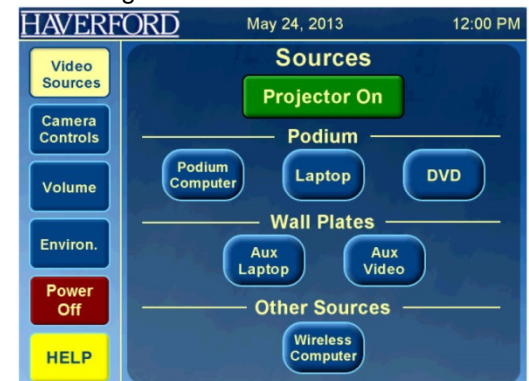 HAVERFORD May 24, 2013 12:00 PM
Video
Sources
Camera
Controls
Volume
Environ.
Power
Off
HELP
Sources
Projector On
Podium
Podium
Computer
Laptop
DVD
Wall Plates
Aux
Laptop
Aux
Video
Other Sources
Wireless
Computer